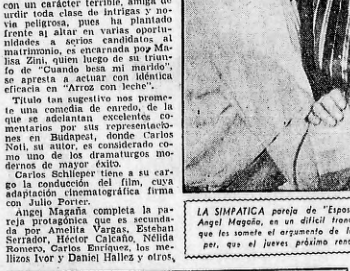 con un carácter terrible, amiga de
urdir toda clase de intrigas y no-
via peligrosa, pues ha plantado
frente al altar en varias oportu-
nidades a serios candidatos al
matrimonio, es encarnada por Ma-
lisa Zini, quien luego de su triun-
fo de "Cuando besa mi marido",
se apresta a actuar con idéntica
eficacia en "Arroz con leche".
Título tan sugestivo nos prome-
te una comedia de enredo, de la
que se adelantan excelentes co-
mentarios por sus representacio-
nes en Budapest, donde Carlos
Noti, su autor, es considerado co-
mo uno de los dramaturgos mo-
dernos de mayor éxito.
Carlos Schlieper tiene a su car-
go la conducción del film, cuya
adaptación cinematográfica firma
con Julio Porter.
Angel Magaña completa la pa-
reja protagónica que es secunda-
da por Amelita Vargas, Esteban
Serrador, Héctor Calcaño, Nélida
Romero, Carlos Enríquez, los me-
llizos Ivor y Daniel Hallez y otros,
LA SIMPATICA pareja de "Espos
Angel Magaña, en un difícil tran
que les somete el argumento de l
per, que el jueves próximo